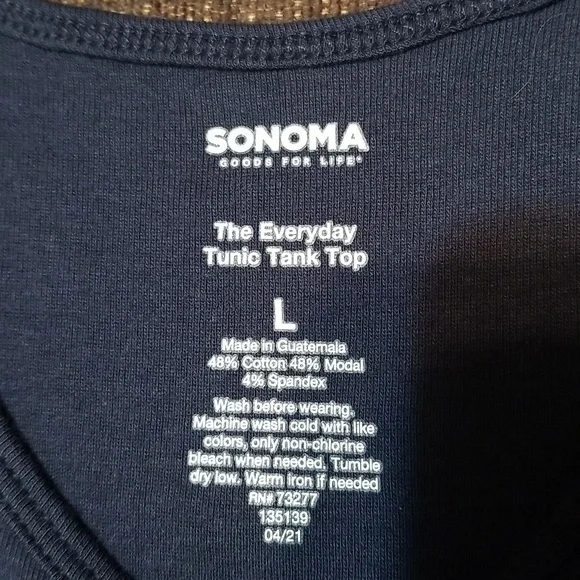 SONOMA
GOODS FOR LIFE®
The Everyday
Tunic Tank Top
L
Made in Guatemala
48% Cotton 48% Modal
4% Spandex
Wash before wearing.
Machine wash cold with like
colors, only non-chlorine
bleach when needed. Tumble
dry low. Warm iron if needed
RN# 73277
135139
04/21